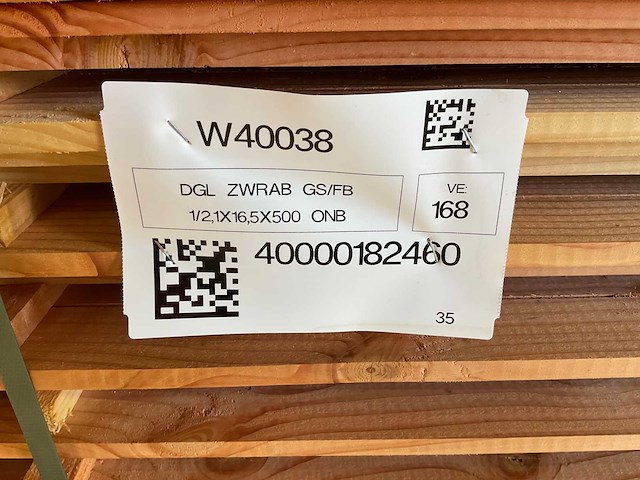 W40038
DGL ZWRAB GS/FB
1/2,1X16,5X500 ONB
VE:
168
40000182460
35